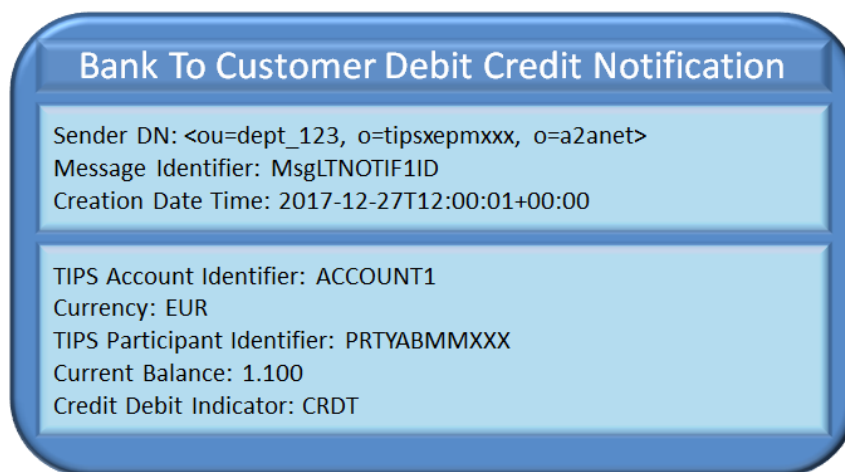 Bank To Customer Debit Credit Notification
Sender DN: <ou=dept_123, o=tipsxepmxxx, o=a2anet>
Message Identifier: MsgLTNOTIF1ID
Creation Date Time: 2017-12-27T12:00:01+00:00
TIPS Account Identifier: ACCOUNT1
Currency: EUR
TIPS Participant Identifier: PRTYABMMXXX
Current Balance: 1.100
Credit Debit Indicator: CRDT